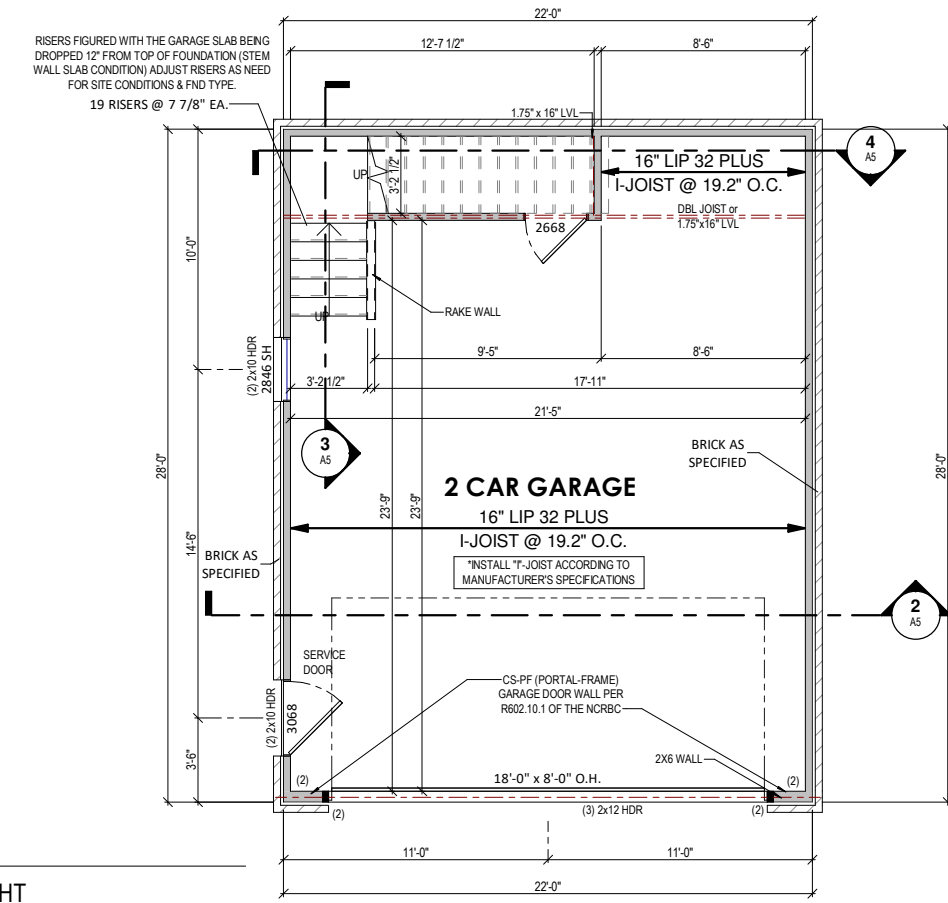 22'-0"
12'-7 1/2"
8'-6"
RISERS FIGURED WITH THE GARAGE SLAB BEING
DROPPED 12" FROM TOP OF FOUNDATION (STEM
WALL SLAB CONDITION) ADJUST RISERS AS NEED
FOR SITE CONDITIONS & FND TYPE.
19 RISERS @ 7 7/8" EA.
1.75" x 16" LVL
4
A5
UP
3'-2 1/2"
16" LIP 32 PLUS
I-JOIST @ 19.2" O.C.
DBL JOIST or
1.75"x16" LVL
2668
10'-0"
UP
RAKE WALL
(2) 2x10 HDR
2846 SH
9'-5"
8'-6"
3'-2 1/2"
17'-11"
21'-5"
3
A5
BRICK AS
SPECIFIED
28'-0"
28'-0"
23'-9"
23'-9"
2 CAR GARAGE
16" LIP 32 PLUS
I-JOIST @ 19.2" O.C.
*INSTALL "I"-JOIST ACCORDING TO
MANUFACTURER'S SPECIFICATIONS
14'-6"
BRICK AS
SPECIFIED
2
A5
SERVICE
DOOR
(2) 2x10 HDR
3068
CS-PF (PORTAL-FRAME)
GARAGE DOOR WALL PER
R602.10.1 OF THE NCRBC
2X6 WALL
3'-6"
(2)
18'-0" x 8'-0" O.H.
(2)
(2)
(3) 2x12 HDR
(2)
11'-0"
11'-0"
22'-0"
HT